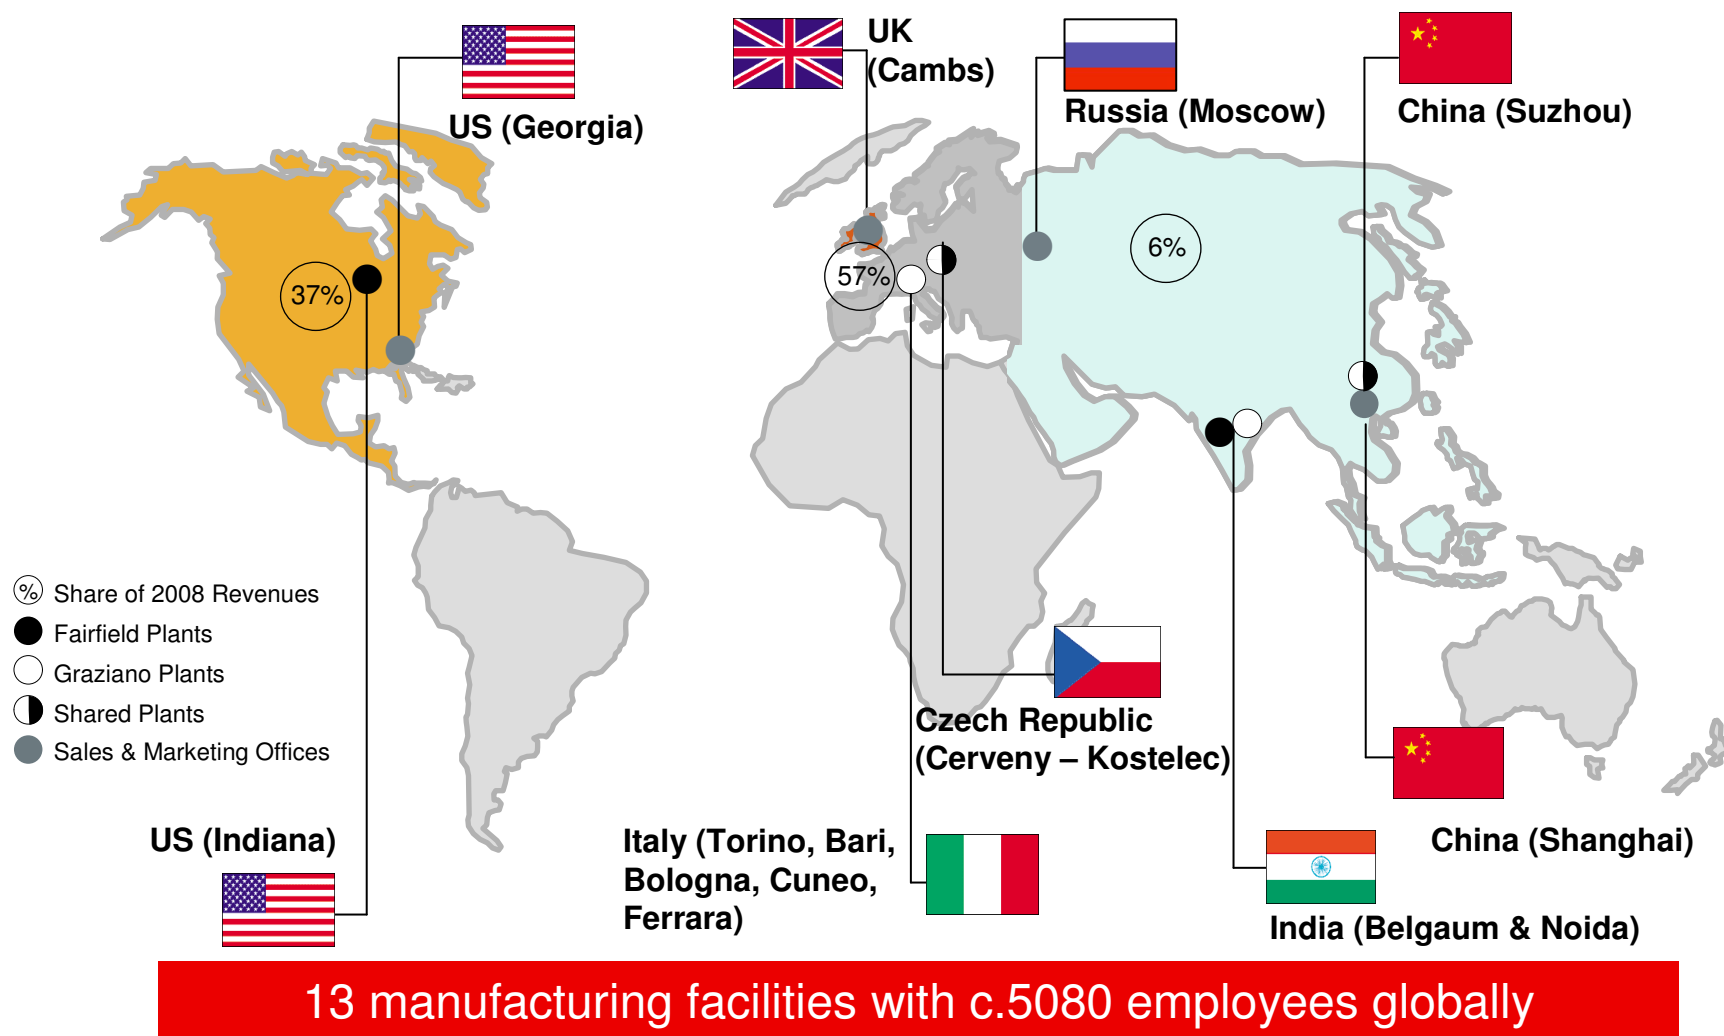 UK
(Cambs)
US (Georgia)
Russia (Moscow)
China (Suzhou)
37%
57%
6%
% Share of 2008 Revenues
Fairfield Plants
Graziano Plants
Shared Plants
Sales & Marketing Offices
Czech Republic
(Cerveny – Kostelec)
US (Indiana)
Italy (Torino, Bari,
Bologna, Cuneo,
Ferrara)
China (Shanghai)
India (Belgaum & Noida)
13 manufacturing facilities with c.5080 employees globally